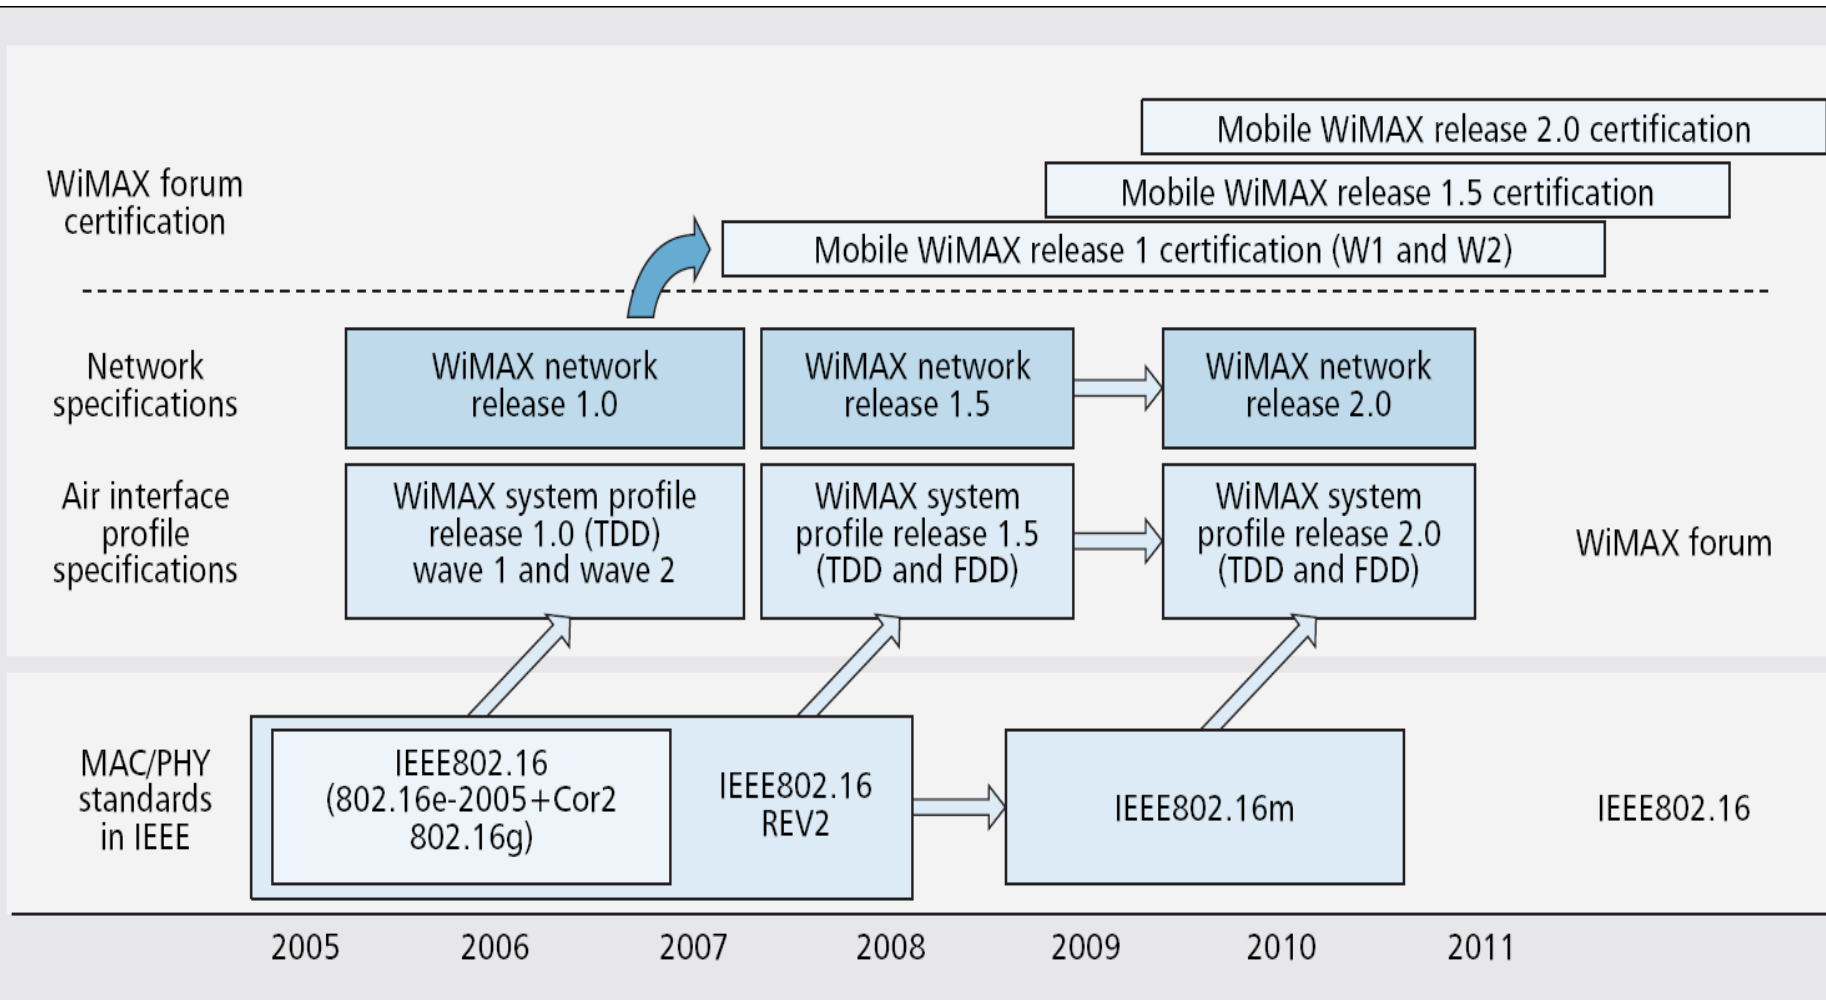 Mobile WiMAX release 2.0 certification
WiMAX forum
certification
Mobile WiMAX release 1.5 certification
Mobile WiMAX release 1 certification (W1 and W2)
Network
specifications
WiMAX network
release 1.0
WiMAX network
release 1.5
WiMAX network
release 2.0
Air interface
profile
specifications
WiMAX system profile
release 1.0 (TDD)
wave 1 and wave 2
WiMAX system
profile release 1.5
(TDD and FDD)
WiMAX system
profile release 2.0
(TDD and FDD)
WiMAX forum
MAC/PHY
standards
in IEEE
IEEE802.16
(802.16e-2005+Cor2
802.16g)
IEEE802.16
REV2
IEEE802.16m
IEEE802.16
2005 2006 2007 2008 2009 2010 2011